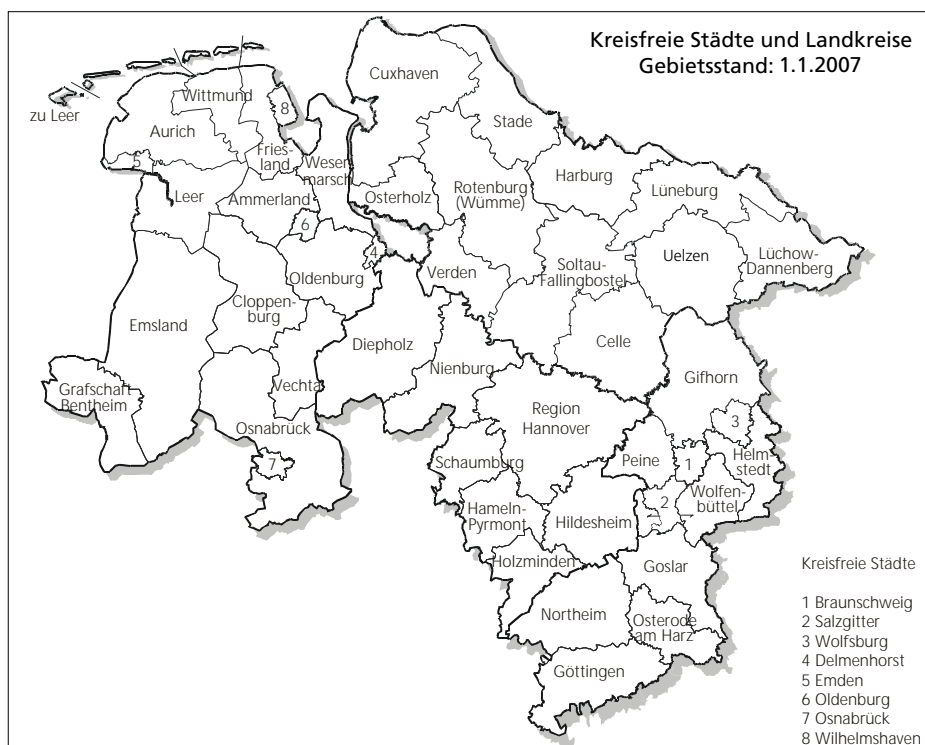 Kreisfreie Städte und Landkreise
Gebietsstand: 1.1.2007
Cuxhaven
Wittmund
8
zu Leer
Aurich
Stade
5
Fries-
land
Weser
marsch
Leer
Ammerland
Osterholz
Rotenburg
(Wümme)
Harburg
Lüneburg
6
4
Oldenburg
Verden
Soltau-
Fallingbostel
Uelzen
Lüchow-
Dannenberg
Emsland
Cloppen-
burg
Diepholz
Celle
Nienburg
Gifhorn
Grafschaft
Bentheim
Vechta
Region
Hannover
3
Osnabrück
7
Schaumburg
Peine
1
Helm-
stedt
Hameln-
Pyrmont
Hildesheim
2
Wolfen-
büttel
Holzminden
Goslar
Northeim
Osterode
am Harz
Göttingen
Kreisfreie Städte
1 Braunschweig
2 Salzgitter
3 Wolfsburg
4 Delmenhorst
5 Emden
6 Oldenburg
7 Osnabrück
8 Wilhelmshaven